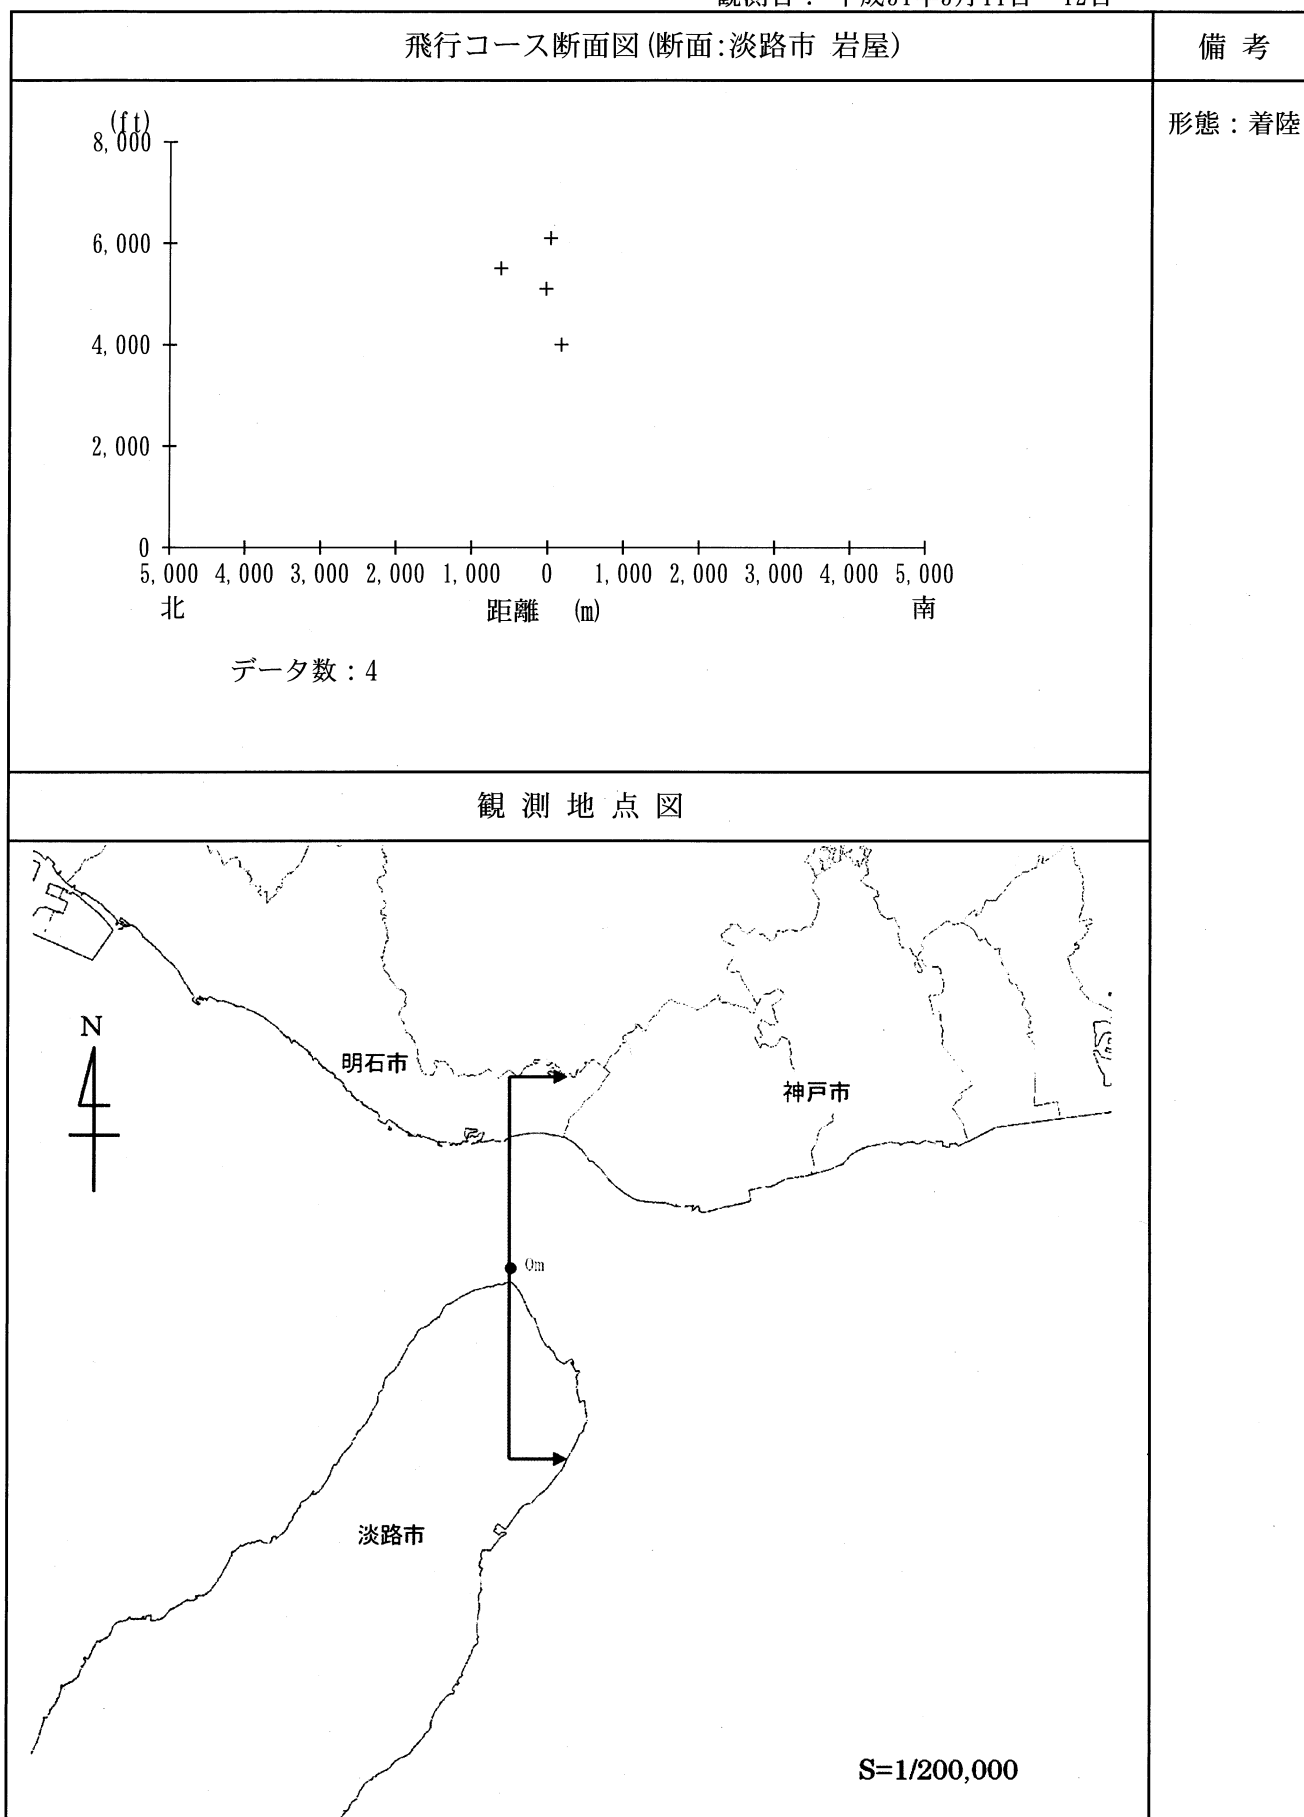 飛行コース断面図(断面:淡路市 岩屋)
備 考
形態：着陸
(ft)
8,000
6,000
4,000
2,000
0
5,000 4,000 3,000 2,000 1,000 0 1,000 2,000 3,000 4,000 5,000
北 距離 (m) 南
データ数：4
観 測 地 点 図
N
明石市
神戸市
0m
淡路市
S=1/200,000